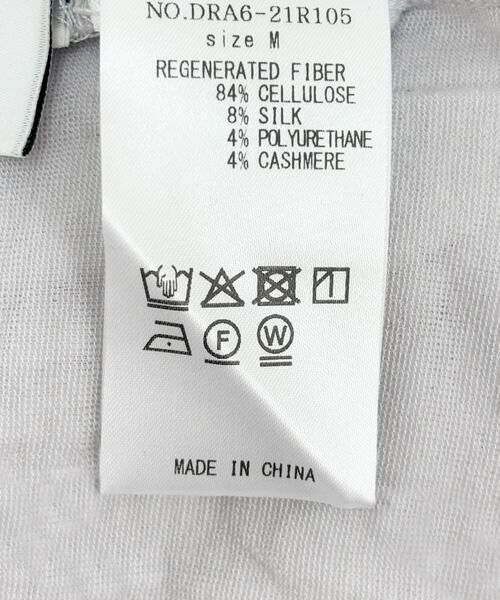 NO.DRA6-21R105
size M
REGENERATED FIBER
84% CELLULOSE
8% SILK
4% POLYURETHANE
4% CASHMERE
F W
MADE IN CHINA